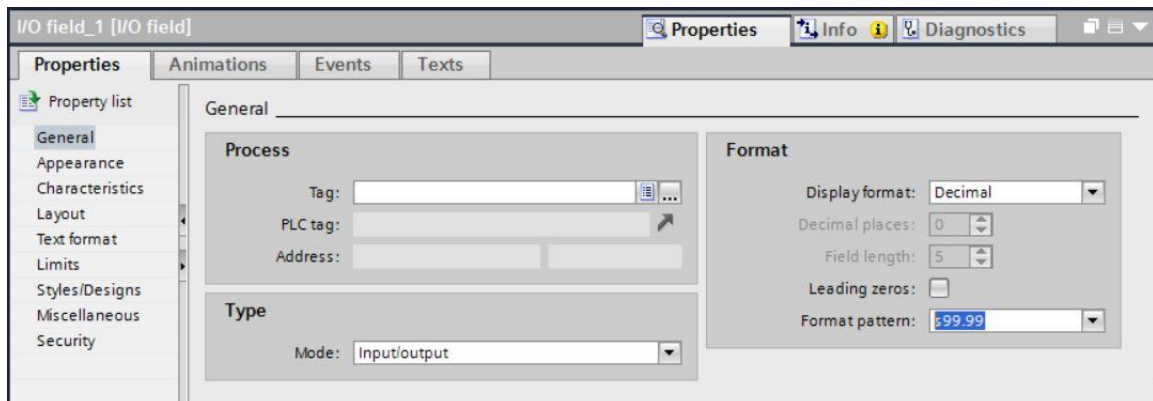 I/O field_1 [I/O field]
Properties Info Diagnostics
Properties Animations Events Texts
Property list
General
Appearance
Characteristics
Layout
Text format
Limits
Styles/Designs
Miscellaneous
Security
General
Process
Tag:
...
PLC tag:
Address:
Type
Mode: Input/output
Format
Display format: Decimal
Decimal places: 0
Field length: 5
Leading zeros:
Format pattern: s99.99